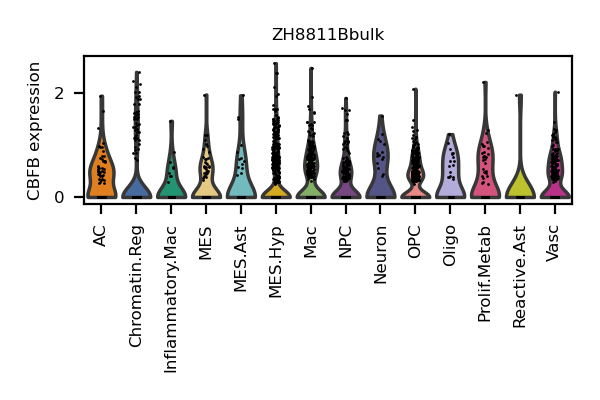 ZH8811Bbulk
CBFB expression
2
0
AC
Chromatin.Reg
Inflammatory.Mac
MES
MES.Ast
MES.Hyp
Mac
NPC
Neuron
OPC
Oligo
Prolif.Metab
Reactive.Ast
Vasc